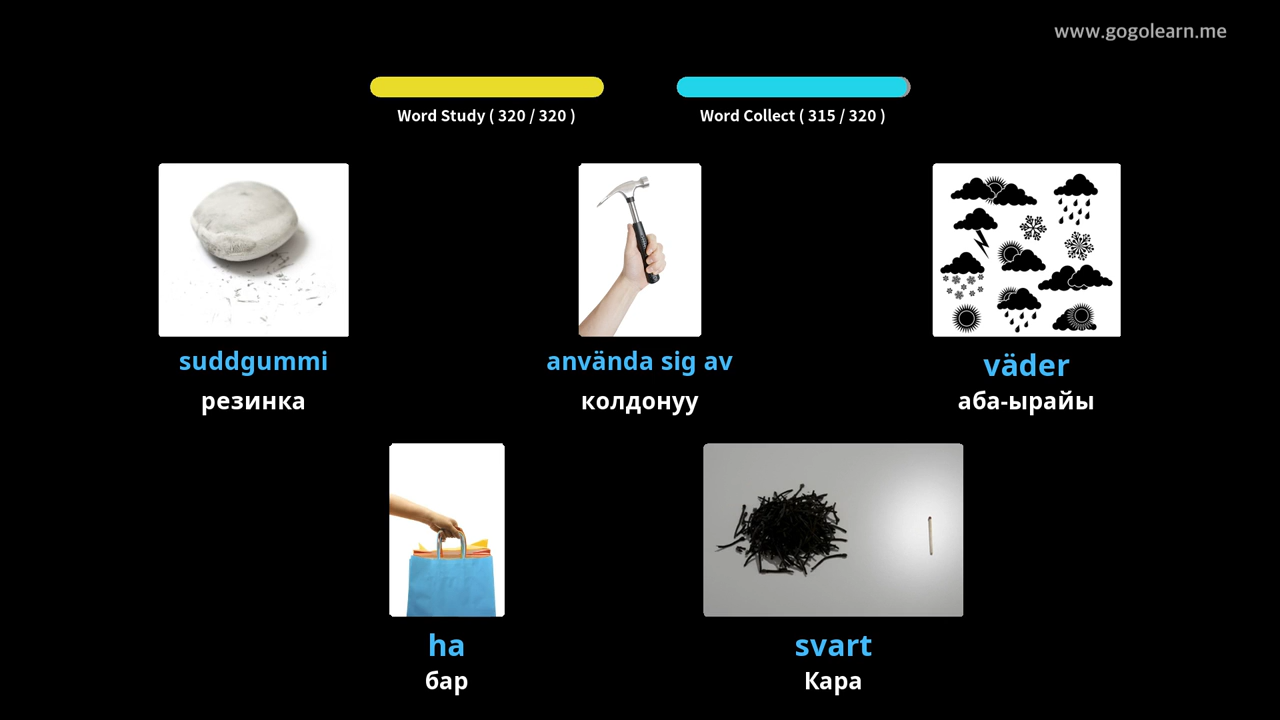 www.gogolearn.me
Word Study ( 320 / 320 )
Word Collect ( 315 / 320 )
suddgummi
använda sig av
väder
резинка
колдонуу
аба-ырайы
ha
svart
бар
Кара